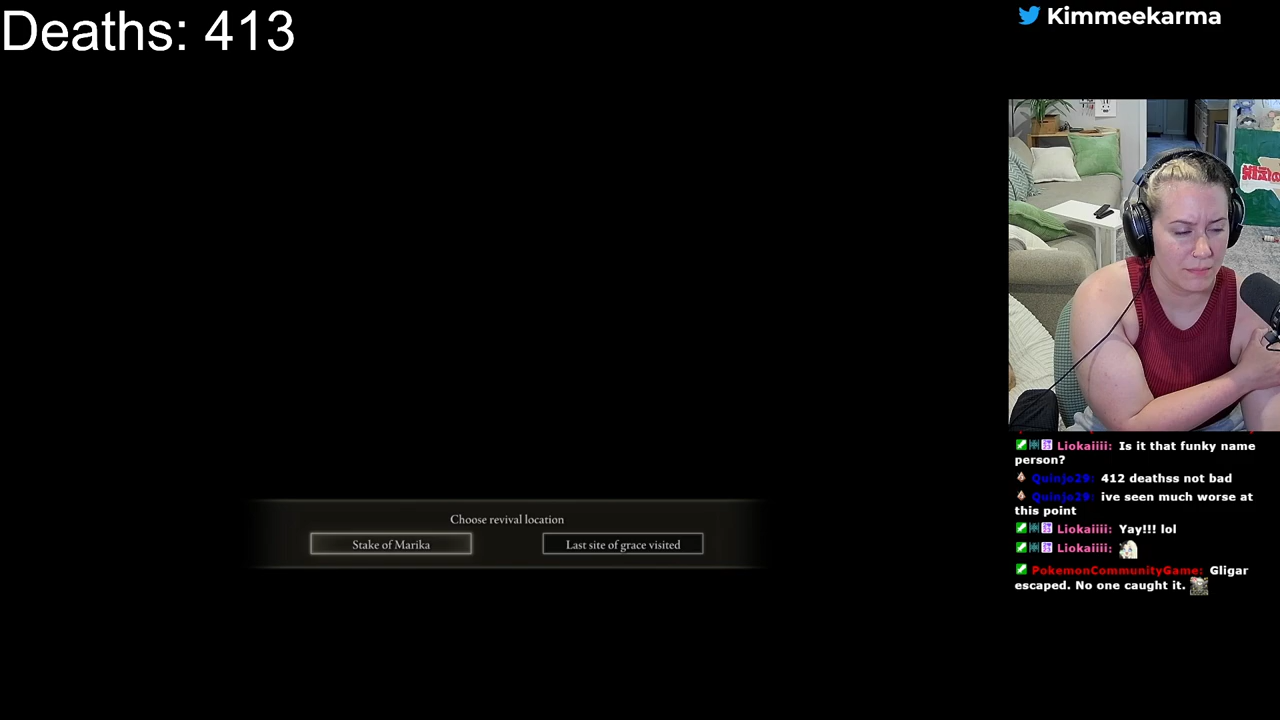 Deaths: 413
Kimmeekarma
Liokaiiii: Is it that funky name
person?
Quinjo29: 412 deathss not bad
Quinjo29: ive seen much worse at
this point
Liokaiiii: Yay!!! lol
Liokaiiii:
PokemonCommunityGame: Gligar
escaped. No one caught it.
Choose revival location
Stake of Marika
Last site of grace visited